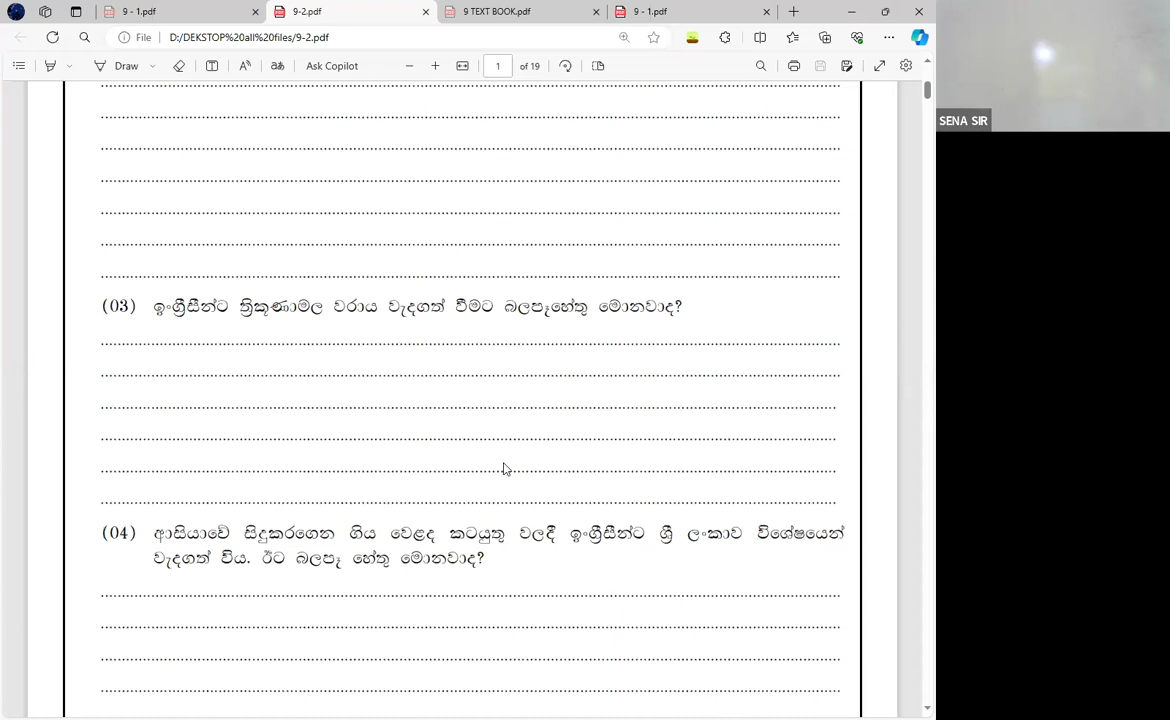 9 - 1.pdf
9-2.pdf
9 TEXT BOOK.pdf
9 - 1.pdf
File
D:/DEKSTOP%20all%20files/9-2.pdf
Draw
Ask Copilot
1 of 19
SENA SIR
(03) ඉංග්‍රීසීන්ට ත්‍රිකුණාමල වරාය වැදගත් වීමට බලපෑහේතු මොනවාද?
(04) ආසියාවේ සිදුකරගෙන ගිය වෙළද කටයුතු වලදී ඉංග්‍රීසීන්ට ශ්‍රී ලංකාව විශේෂයෙන්
වැදගත් විය. ඊට බලපෑ හේතු මොනවාද?